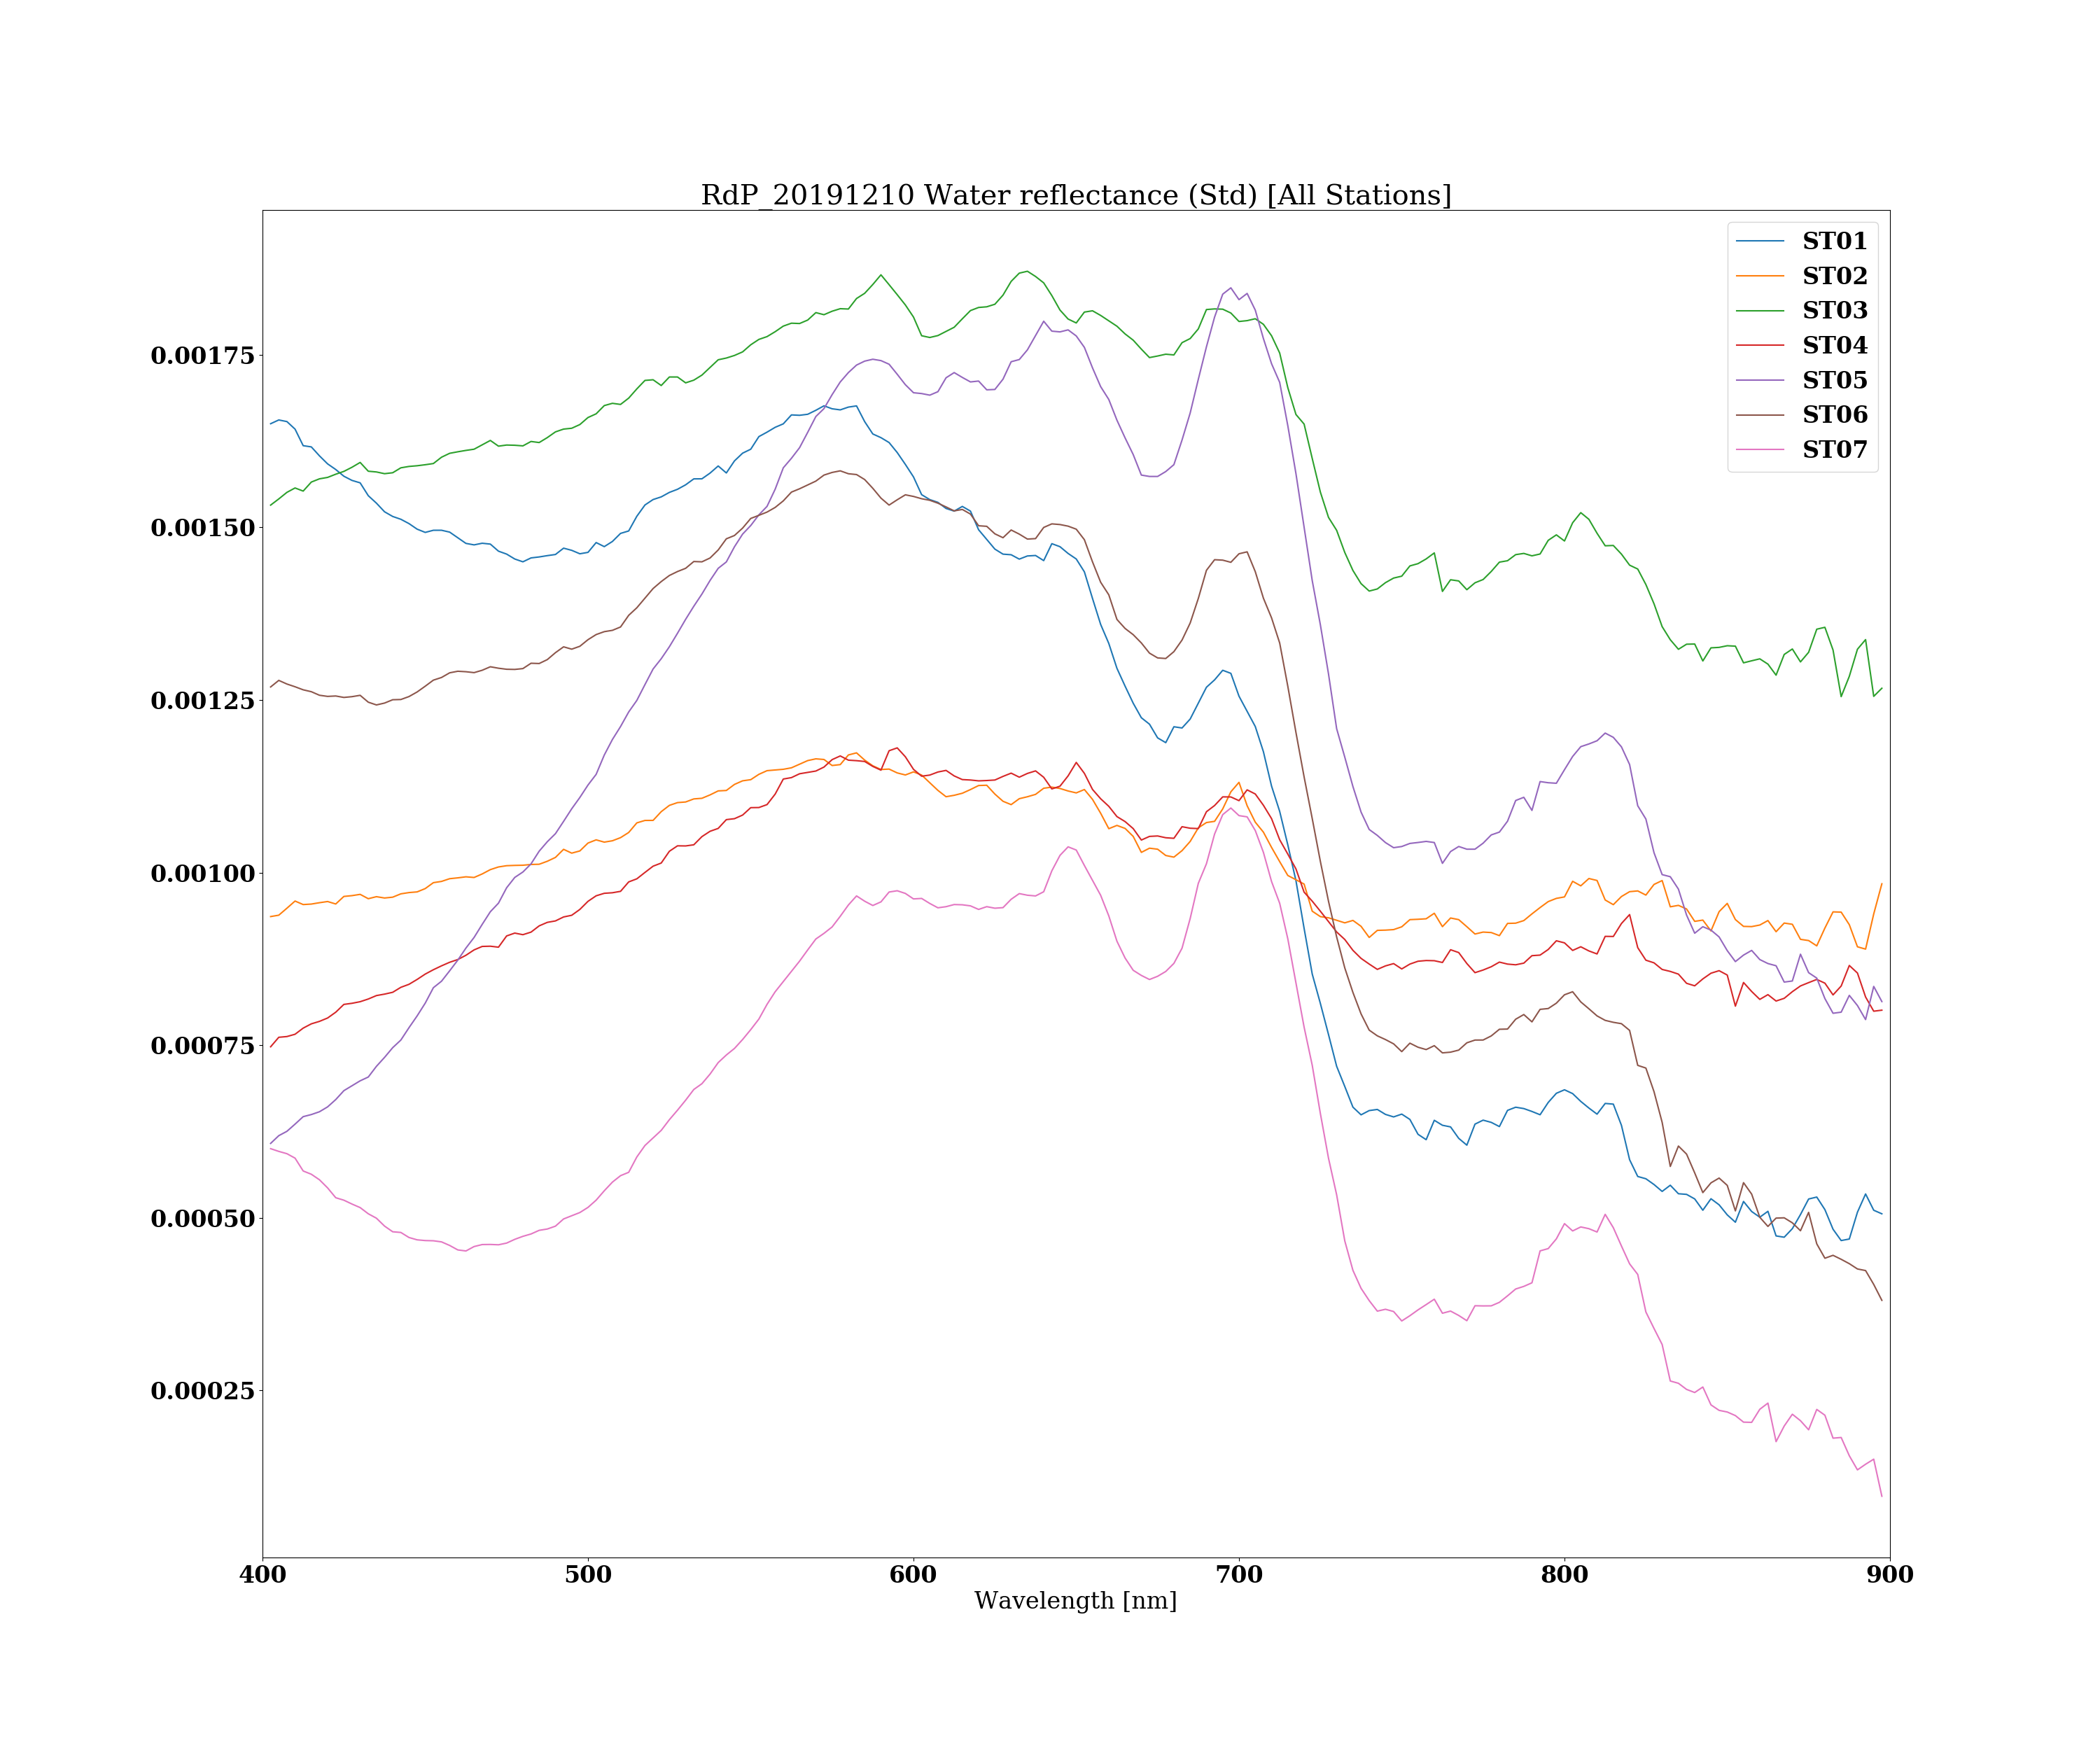 RdP_20191210 Water reflectance (Std) [All Stations]
ST01
ST02
ST03
ST04
ST05
ST06
ST07
0.00175
0.00150
0.00125
0.00100
0.00075
0.00050
0.00025
400 500 600 700 800 900
Wavelength [nm]